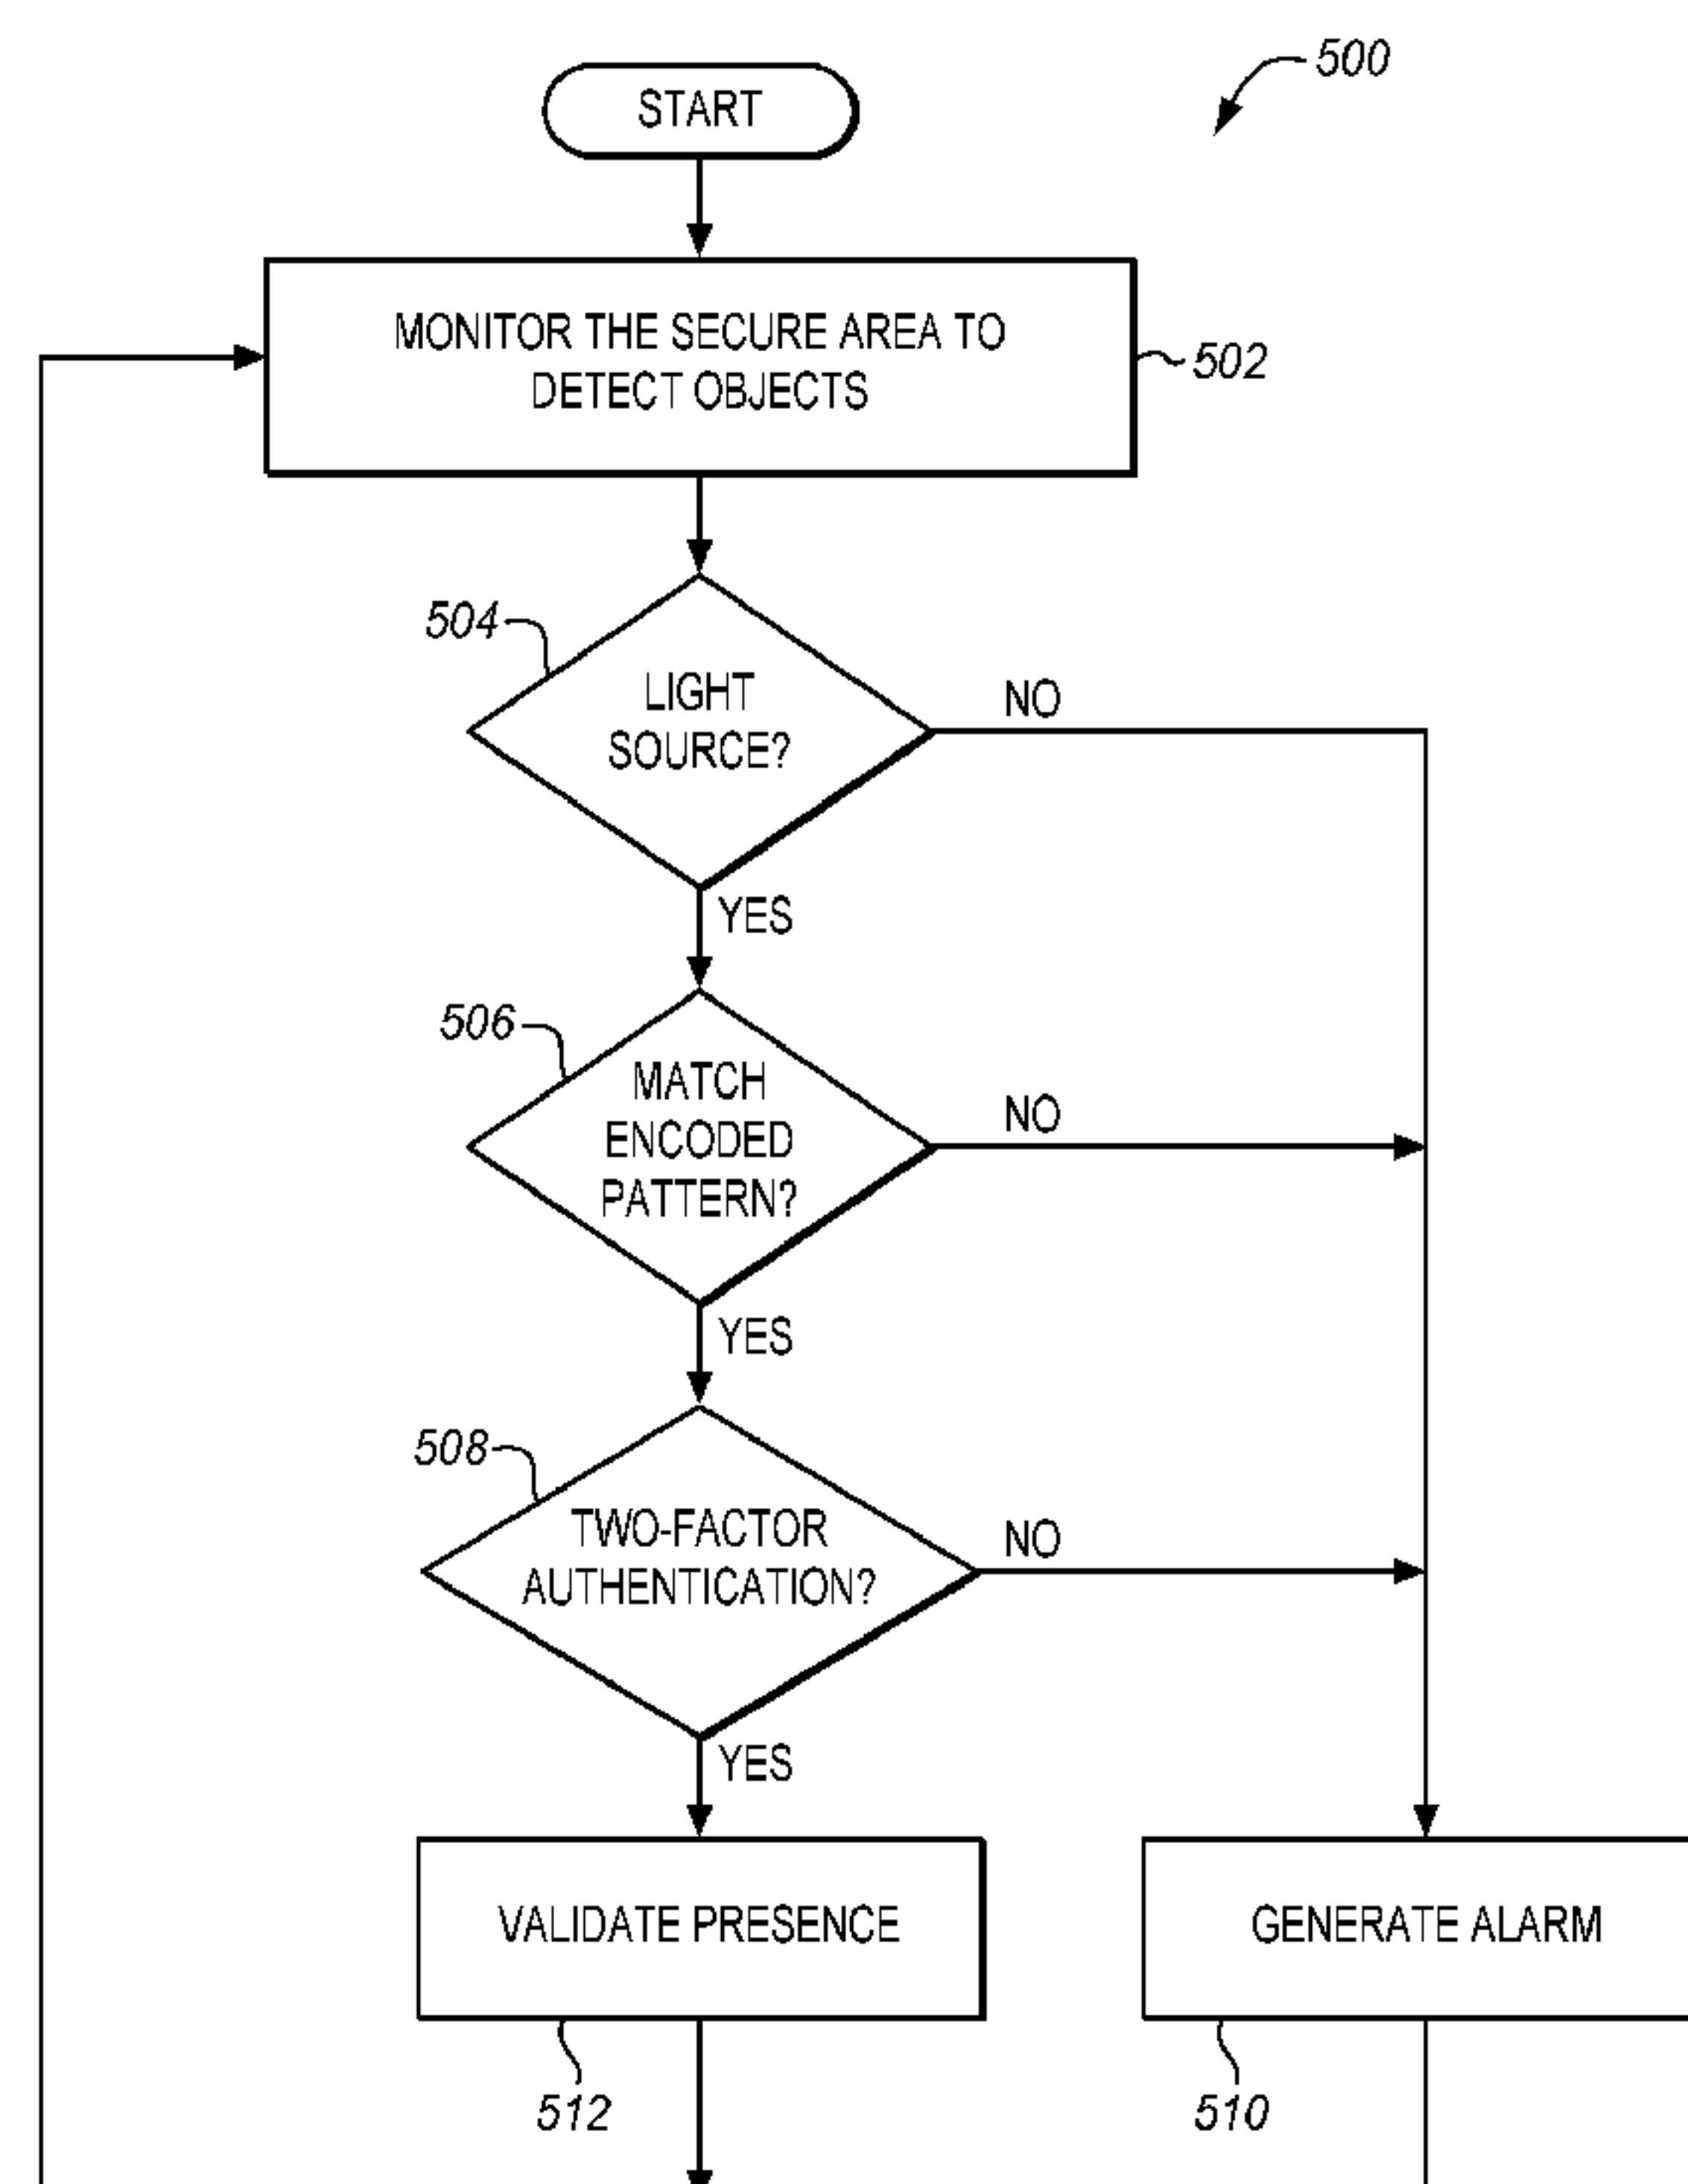 500
START
MONITOR THE SECURE AREA TO
DETECT OBJECTS
502
504
LIGHT
SOURCE?
NO
YES
506
MATCH
ENCODED
PATTERN?
NO
YES
508
TWO-FACTOR
AUTHENTICATION?
NO
YES
VALIDATE PRESENCE
GENERATE ALARM
512
510